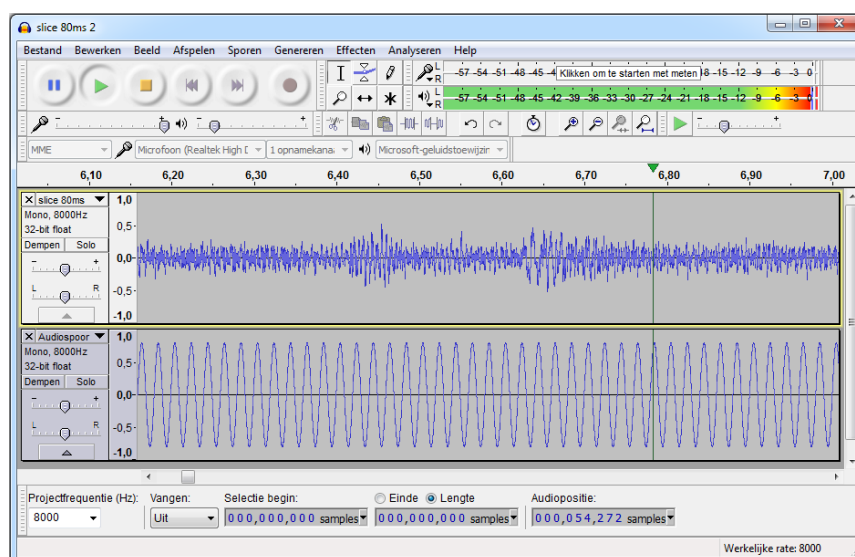 slice 80ms 2
Bestand Bewerken Beeld Afspelen Sporen Genereren Effecten Analyseren Help
L R -57 -54 -51 -48 -45 -4 Klikken om te starten met meten 18 -15 -12 -9 -6 -3 0
L R -57 -54 -51 -48 -45 -42 -39 -36 -33 -30 -27 -24 -21 -18 -15 -12 -9 -6 -3 0
- + - +
- +
MME Microfoon (Realtek High D 1 opnamekana Microsoft-geluidstoewijzir
6,10 6,20 6,30 6,40 6,50 6,60 6,70 6,80 6,90 7,00
slice 80ms 1,0
Mono, 8000Hz
32-bit float 0,5
Dempen Solo
- + 0,0
L R -0,5
-1,0
Audiospoor 1,0
Mono, 8000Hz
32-bit float 0,5
Dempen Solo
- + 0,0
L R -0,5
-1,0
Projectfrequentie (Hz): Vangen: Selectie begin: Einde Lengte Audiopositie:
8000 Uit 000,000,000 samples 000,000,000 samples 000,054,272 samples
Werkelijke rate: 8000